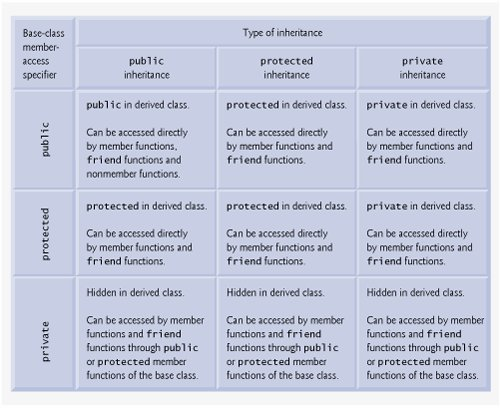 Base-class
member-
access
specifier
Type of inheritance
public
inheritance
protected
inheritance
private
inheritance
public
public in derived class.
Can be accessed directly
by member functions,
friend functions and
nonmember functions.
protected in derived class.
Can be accessed directly
by member functions and
friend functions.
private in derived class.
Can be accessed directly
by member functions and
friend functions.
protected
protected in derived class.
Can be accessed directly
by member functions and
friend functions.
protected in derived class.
Can be accessed directly
by member functions and
friend functions.
private in derived class.
Can be accessed directly
by member functions and
friend functions.
private
Hidden in derived class.
Can be accessed by member
functions and friend
functions through public
or protected member
functions of the base class.
Hidden in derived class.
Can be accessed by member
functions and friend
functions through public
or protected member
functions of the base class.
Hidden in derived class.
Can be accessed by member
functions and friend
functions through public
or protected member
functions of the base class.